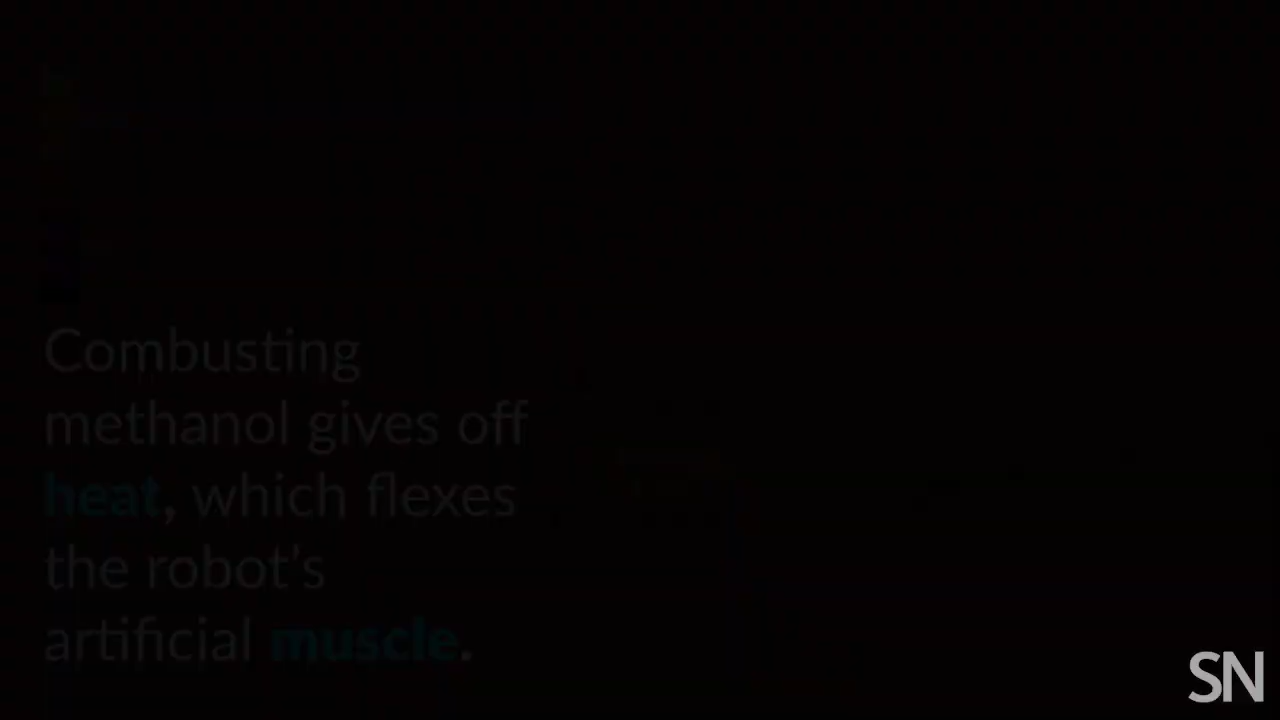 Combusting
methanol gives off
heat, which flexes
the robot's
artificial muscle.
SN